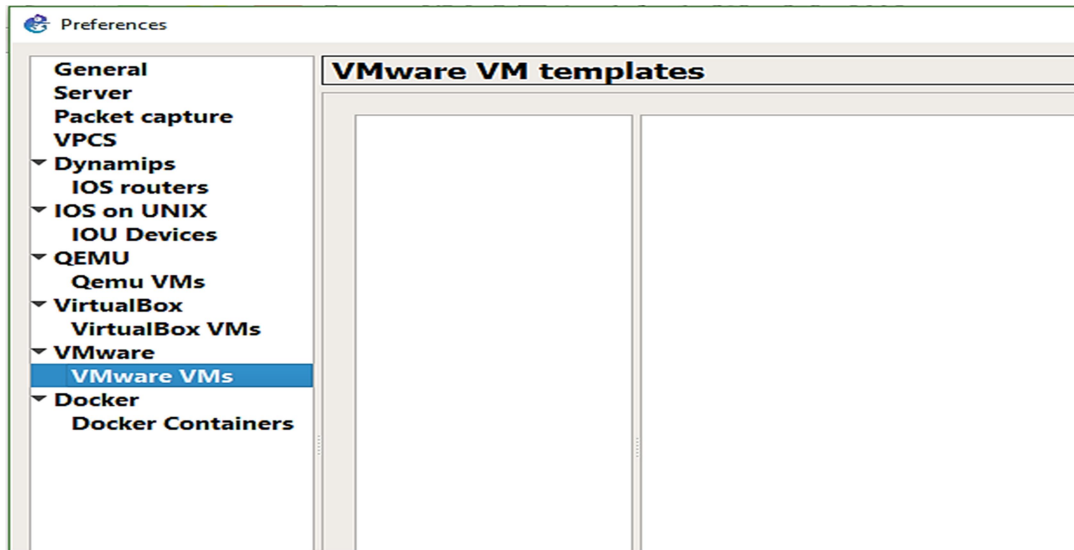 Preferences
General
Server
Packet capture
VPCS
Dynamips
IOS routers
IOS on UNIX
IOU Devices
QEMU
Qemu VMs
VirtualBox
VirtualBox VMs
VMware
VMware VMs
Docker
Docker Containers
VMware VM templates